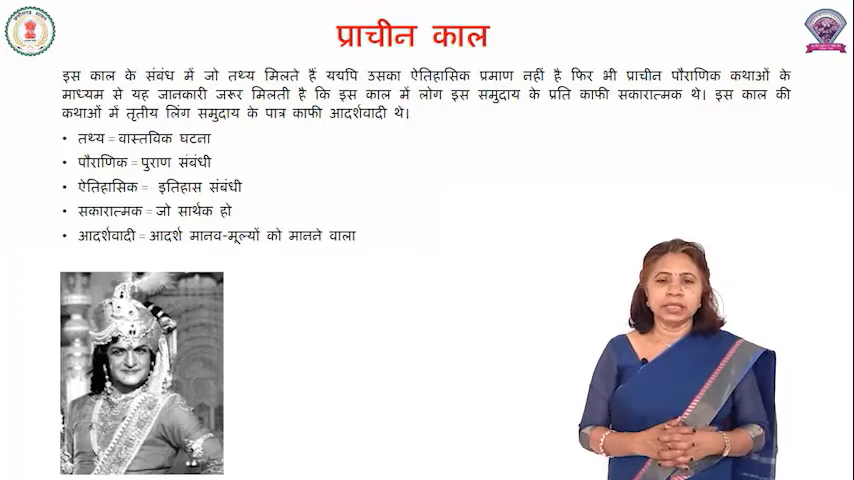 प्राचीन काल
इस काल के संबंध में जो तथ्य मिलते हैं यद्यपि उसका ऐतिहासिक प्रमाण नहीं है फिर भी प्राचीन पौराणिक कथाओं के
माध्यम से यह जानकारी जरूर मिलती है कि इस काल में लोग इस समुदाय के प्रति काफी सकारात्मक थे। इस काल की
कथाओं में तृतीय लिंग समुदाय के पात्र काफी आदर्शवादी थे।
• तथ्य = वास्तविक घटना
• पौराणिक = पुराण संबंधी
• ऐतिहासिक = इतिहास संबंधी
• सकारात्मक = जो सार्थक हो
• आदर्शवादी = आदर्श मानव-मूल्यों को मानने वाला